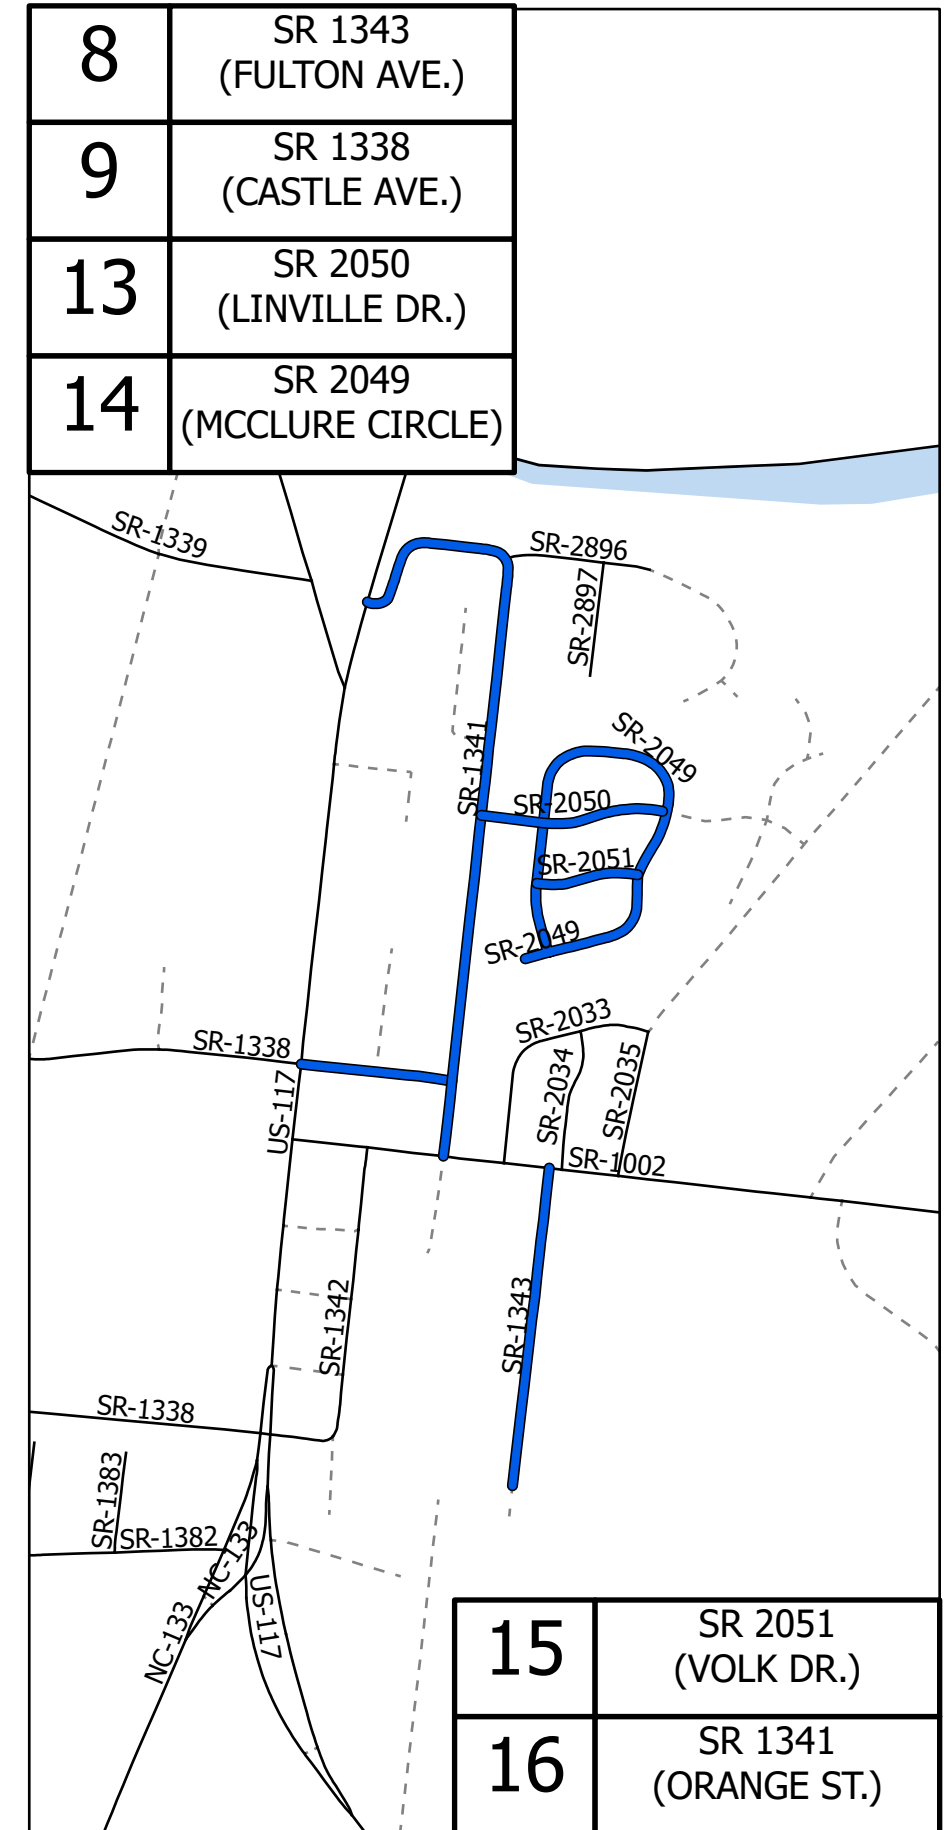 8
SR 1343
(FULTON AVE.)
9
SR 1338
(CASTLE AVE.)
13
SR 2050
(LINVILLE DR.)
14
SR 2049
(MCCLURE CIRCLE)
SR-1339
SR-2896
SR-2897
SR-1341
SR-2049
SR-2050
SR-2051
SR-2049
SR-2033
SR-1338
SR-2034
SR-2035
US-117
SR-1002
SR-1342
SR-1343
SR-1338
SR-1383
SR-1382
NC-133
US-117
NC-133
15
SR 2051
(VOLK DR.)
16
SR 1341
(ORANGE ST.)